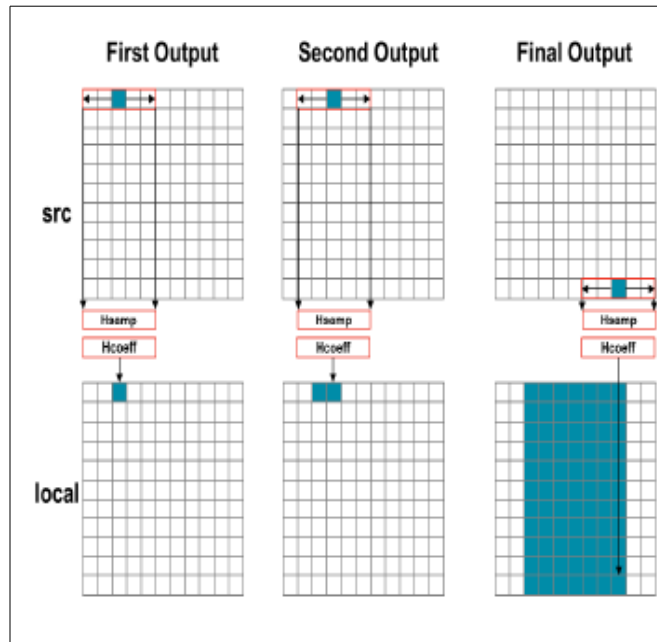 First Output
Second Output
Final Output
src
Hsamp
Hsamp
Hsamp
Hcoeff
Hcoeff
Hcoeff
local